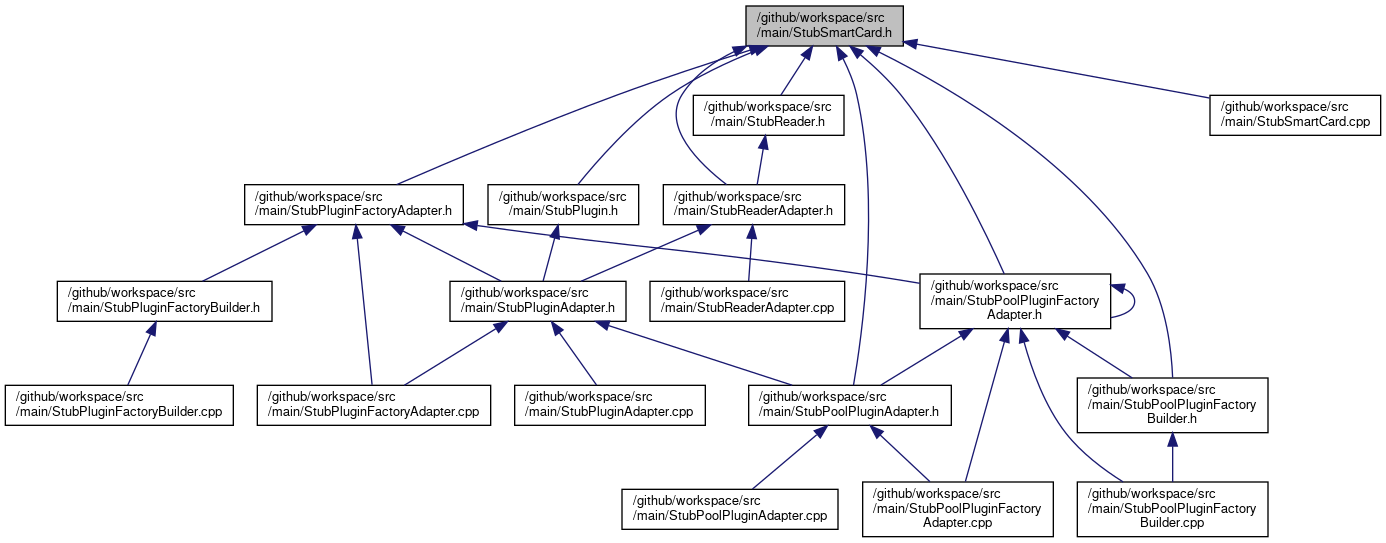 /github/workspace/src
/main/StubSmartCard.h
/github/workspace/src
/main/StubReader.h
/github/workspace/src
/main/StubSmartCard.cpp
/github/workspace/src
/main/StubPluginFactoryAdapter.h
/github/workspace/src
/main/StubPlugin.h
/github/workspace/src
/main/StubReaderAdapter.h
/github/workspace/src
/main/StubPluginFactoryBuilder.h
/github/workspace/src
/main/StubPluginAdapter.h
/github/workspace/src
/main/StubReaderAdapter.cpp
/github/workspace/src
/main/StubPoolPluginFactory
Adapter.h
/github/workspace/src
/main/StubPluginFactoryBuilder.cpp
/github/workspace/src
/main/StubPluginFactoryAdapter.cpp
/github/workspace/src
/main/StubPluginAdapter.cpp
/github/workspace/src
/main/StubPoolPluginAdapter.h
/github/workspace/src
/main/StubPoolPluginFactory
Builder.h
/github/workspace/src
/main/StubPoolPluginAdapter.cpp
/github/workspace/src
/main/StubPoolPluginFactory
Adapter.cpp
/github/workspace/src
/main/StubPoolPluginFactory
Builder.cpp